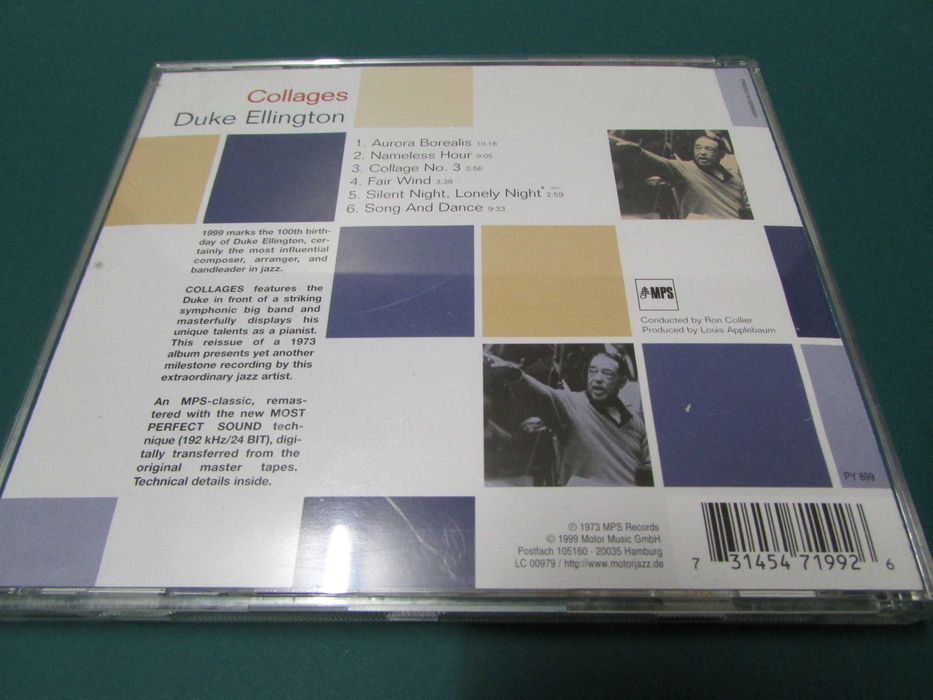 Collages
Duke Ellington
1. Aurora Borealis 10:18
2. Nameless Hour 9:05
3. Collage No. 3 2:56
4. Fair Wind 3:38
5. Silent Night, Lonely Night 2:59
6. Song And Dance 9:33
1999 marks the 100th birth-
day of Duke Ellington, cer-
tainly the most influential
composer, arranger, and
bandleader in jazz.
COLLAGES features the
Duke in front of a striking
symphonic big band and
masterfully displays his
unique talents as a pianist.
This reissue of a 1973
album presents yet another
milestone recording by this
extraordinary jazz artist.
An MPS-classic, remas-
tered with the new MOST
PERFECT SOUND tech-
nique (192 kHz/24 BIT), digi-
tally transferred from the
original master tapes.
Technical details inside.
MPS
Conducted by Ron Collier
Produced by Louis Applebaum
PY 899
℗ 1973 MPS Records
© 1999 Motor Music GmbH
Postfach 105160 · 20035 Hamburg
LC 00979 / http://www.motorjazz.de
7 31454 71992 6